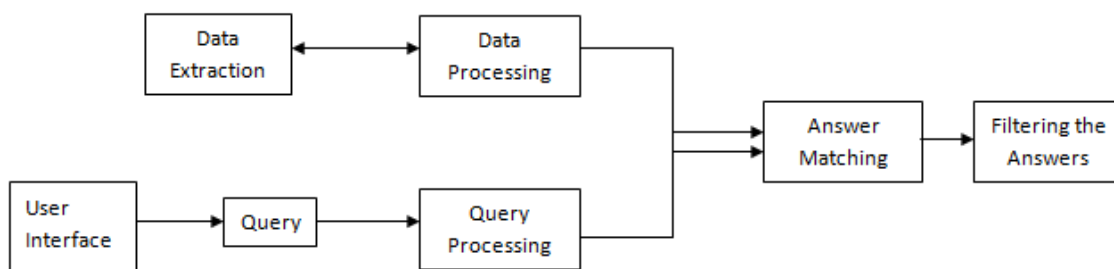 Data
Extraction
Data
Processing
Answer
Matching
Filtering the
Answers
User
Interface
Query
Query
Processing